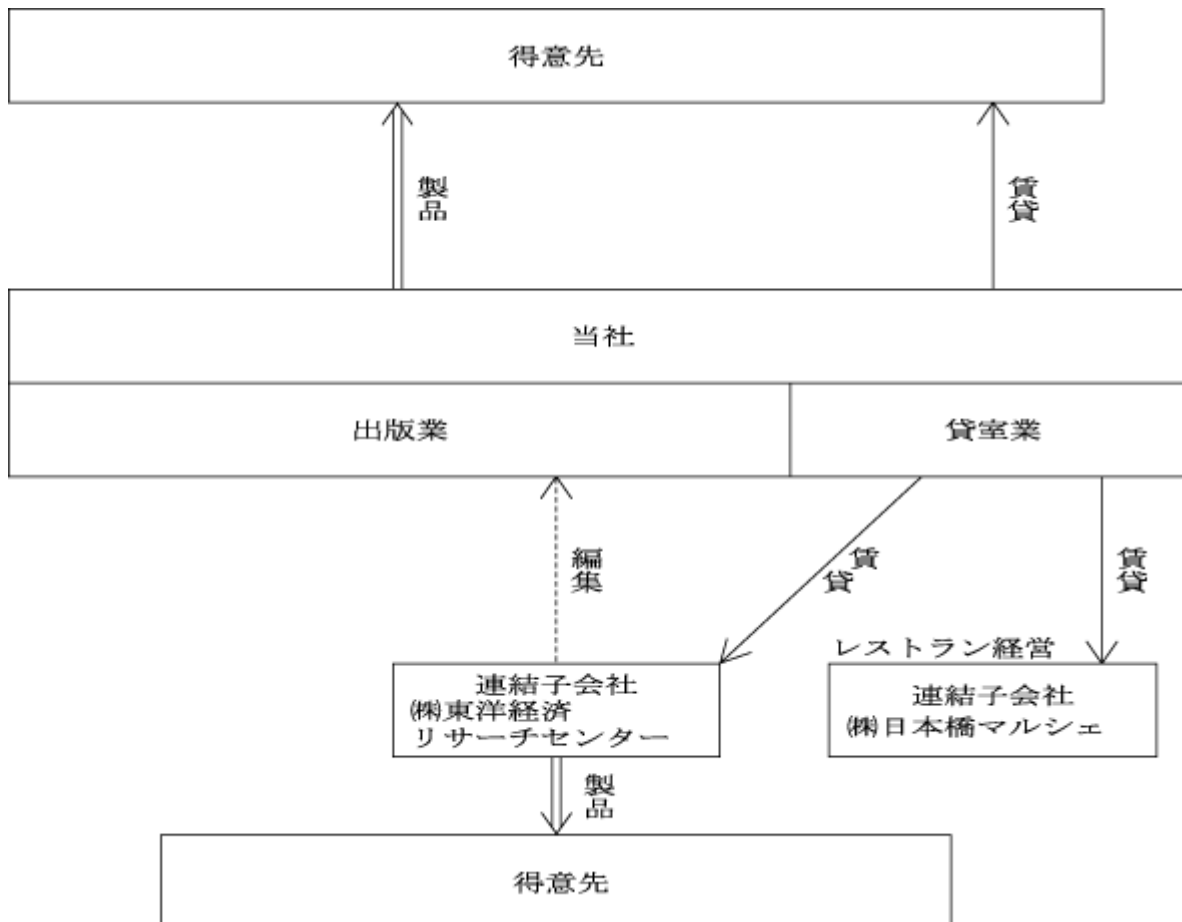 得意先
製品
賃貸
当社
出版業
貸室業
編集
賃貸
賃貸
レストラン経営
連結子会社
㈱東洋経済
リサーチセンター
連結子会社
㈱日本橋マルシェ
製品
得意先